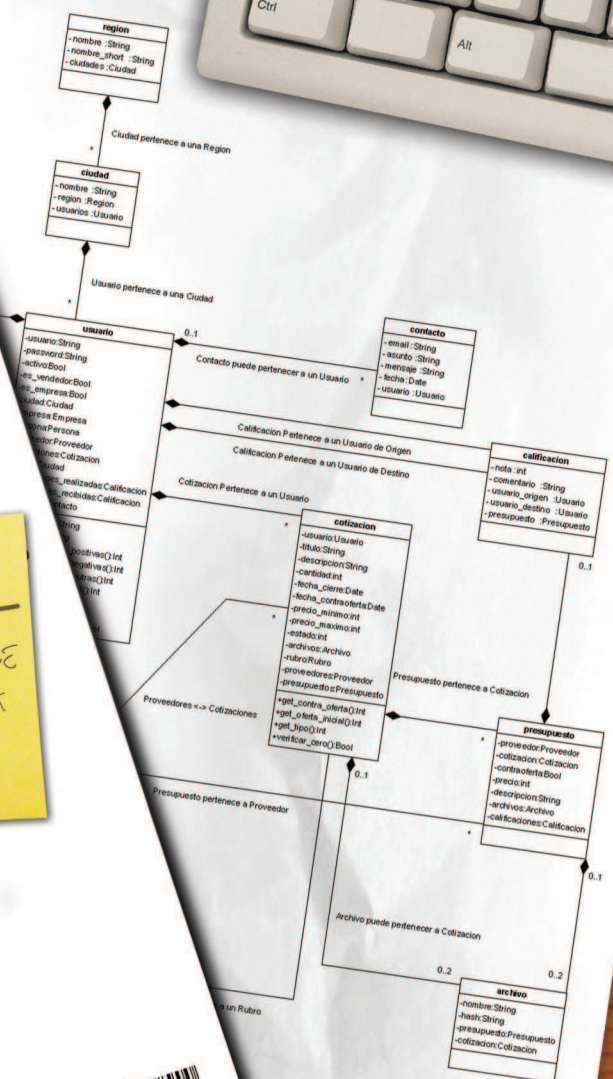 Ctrl
Alt
region
- nombre :String
- nombre_short :String
- ciudades :Ciudad
*
Ciudad pertenece a una Region
ciudad
- nombre :String
- region :Region
- usuarios :Usuario
*
Usuario pertenece a una Ciudad
usuario
-usuario:String
-password:String
-activo:Bool
-es_vendedor:Bool
-es_empresa:Bool
:Ciudad
Empresa
Persona
:Proveedor
:Cotizacion
_realizadas:Calificacion
_recibidas:Calificacion
String
_positivas():Int
():Int
():Int
():Int
0..1
Contacto puede pertenecer a un Usuario
*
contacto
- email :String
- asunto :String
- mensaje :String
- fecha :Date
- usuario :Usuario
Calificacion Pertenece a un Usuario de Origen
Calificacion Pertenece a un Usuario de Destino
calificacion
- nota :int
- comentario :String
- usuario_origen :Usuario
- usuario_destino :Usuario
- presupuesto :Presupuesto
0..1
Cotizacion Pertenece a un Usuario
*
cotizacion
-usuario:Usuario
-titulo:String
-descripcion:String
-cantidad:int
-fecha_cierre:Date
-fecha_contraoferta:Date
-precio_minimo:int
-precio_maximo:int
-estado:int
-archivos:Archivo
-rubro:Rubro
-proveedores:Proveedor
-presupuestos:Presupuesto
+get_contra_oferta():Int
+get_oferta_inicial():Int
+get_tipo():Int
+verificar_cero():Bool
*
Proveedores <-> Cotizaciones
Presupuesto pertenece a Cotizacion
*
presupuesto
-proveedor:Proveedor
-cotizacion:Cotizacion
-contraoferta:Bool
-precio:int
-descripcion:String
-archivos:Archivo
-calificaciones:Calificacion
0..1
Presupuesto pertenece a Proveedor
*
0..1
Archivo puede pertenecer a Cotizacion
0..2
0..2
archivo
-nombre:String
-hash:String
-presupuesto:Presupuesto
-cotizacion:Cotizacion
a un Rubro